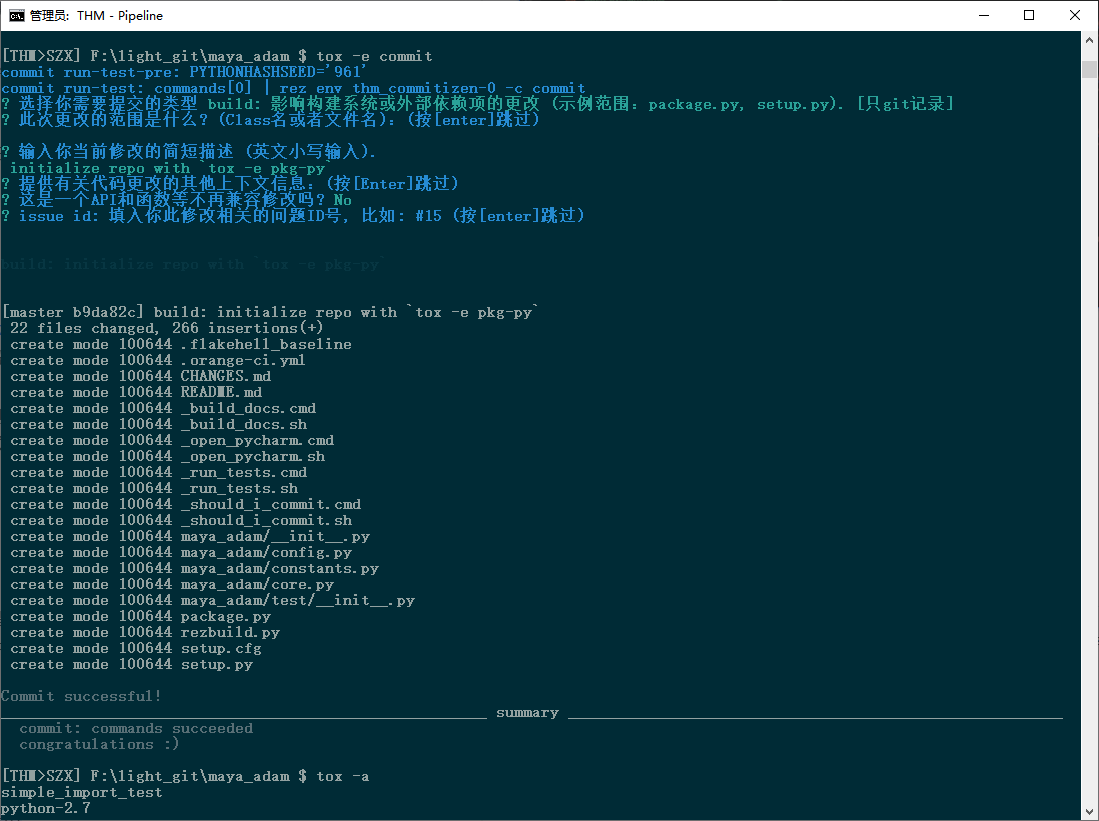 管理员: THM - Pipeline
[THM>SZX] F:\light_git\maya_adam $ tox -e commit
commit run-test-pre: PYTHONHASHSEED='961'
commit run-test: commands[0] | rez env thm_commitizen-0 -c commit
? 选择你需要提交的类型 build: 影响构建系统或外部依赖项的更改 (示例范围: package.py, setup.py). [只git记录]
? 此次更改的范围是什么? (Class名或者文件名): (按[enter]跳过)
? 输入你当前修改的简短描述 (英文小写输入).
initialize repo with `tox -e pkg-py`
? 提供有关代码更改的其他上下文信息: (按[Enter]跳过)
? 这是一个API和函数等不再兼容修改吗? No
? issue id: 填入你此修改相关的问题ID号, 比如: #15 (按[enter]跳过)
build: initialize repo with `tox -e pkg-py`
[master b9da82c] build: initialize repo with `tox -e pkg-py`
22 files changed, 266 insertions(+)
create mode 100644 .flakehell_baseline
create mode 100644 .orange-ci.yml
create mode 100644 CHANGES.md
create mode 100644 README.md
create mode 100644 _build_docs.cmd
create mode 100644 _build_docs.sh
create mode 100644 _open_pycharm.cmd
create mode 100644 _open_pycharm.sh
create mode 100644 _run_tests.cmd
create mode 100644 _run_tests.sh
create mode 100644 _should_i_commit.cmd
create mode 100644 _should_i_commit.sh
create mode 100644 maya_adam/__init__.py
create mode 100644 maya_adam/config.py
create mode 100644 maya_adam/constants.py
create mode 100644 maya_adam/core.py
create mode 100644 maya_adam/test/__init__.py
create mode 100644 package.py
create mode 100644 rezbuild.py
create mode 100644 setup.cfg
create mode 100644 setup.py
Commit successful!
summary
commit: commands succeeded
congratulations :)
[THM>SZX] F:\light_git\maya_adam $ tox -a
simple_import_test
python-2.7